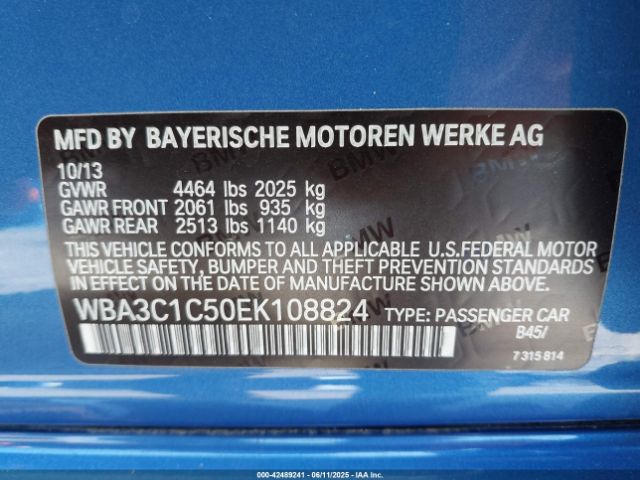 MFD BY BAYERISCHE MOTOREN WERKE AG
10/13
GVWR 4464 lbs 2025 kg
GAWR FRONT 2061 lbs 935 kg
GAWR REAR 2513 lbs 1140 kg
THIS VEHICLE CONFORMS TO ALL APPLICABLE U.S.FEDERAL MOTOR
VEHICLE SAFETY, BUMPER AND THEFT PREVENTION STANDARDS
IN EFFECT ON THE DATE OF MANUFACTURE SHOWN ABOVE.
WBA3C1C50EK108824 TYPE: PASSENGER CAR
B45/
7 315 814
000-42489241 - 06/11/2025 - IAA Inc.